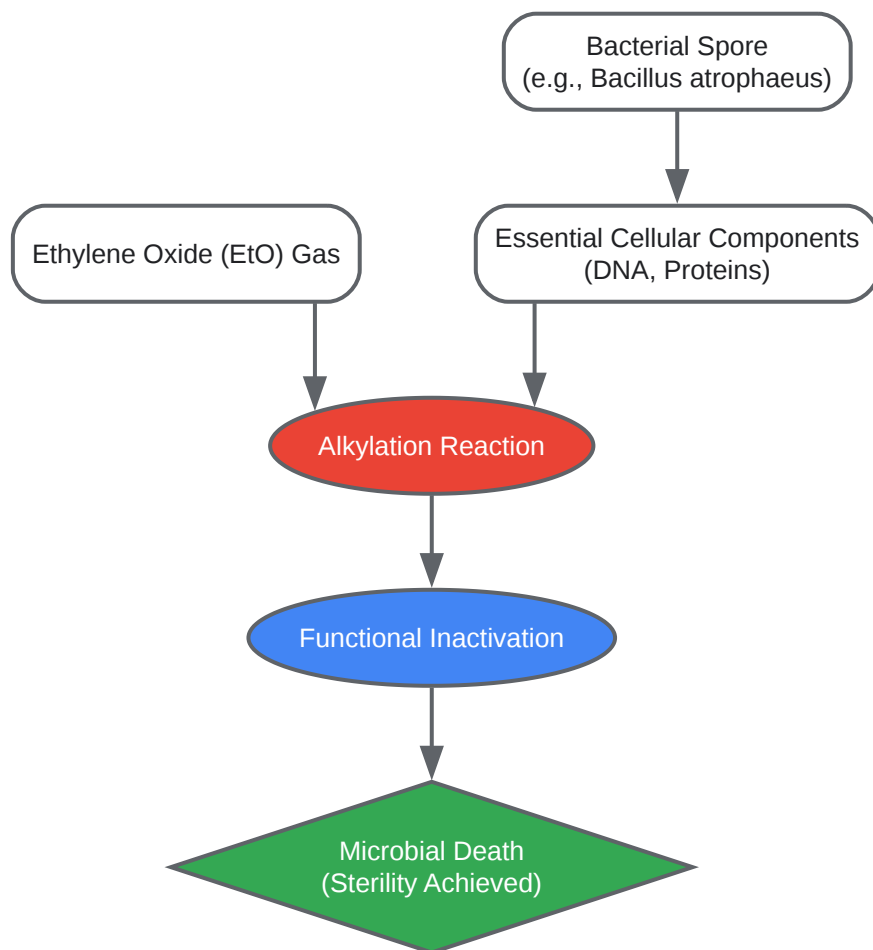 Bacterial Spore
(e.g., Bacillus atrophaeus)
Ethylene Oxide (EtO) Gas
Essential Cellular Components
(DNA, Proteins)
Alkylation Reaction
Functional Inactivation
Microbial Death
(Sterility Achieved)